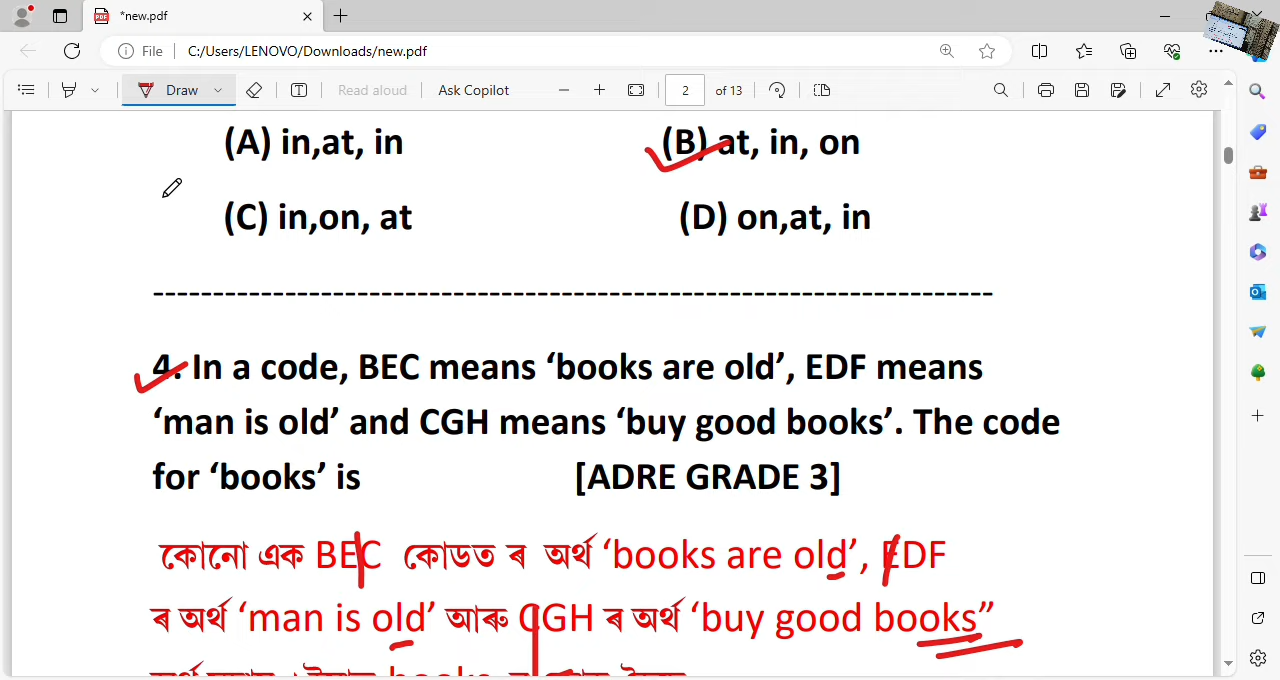 *new.pdf
File C:/Users/LENOVO/Downloads/new.pdf
Draw Read aloud Ask Copilot 2 of 13
(A) in,at, in (B) at, in, on
(C) in,on, at (D) on,at, in
----------------------------------------------------------------------
4. In a code, BEC means ‘books are old’, EDF means
‘man is old’ and CGH means ‘buy good books’. The code
for ‘books’ is [ADRE GRADE 3]
কোনো এক BEC কোডত ৰ অৰ্থ ‘books are old’, EDF
ৰ অৰ্থ ‘man is old’ আৰু CGH ৰ অৰ্থ ‘buy good books”
books